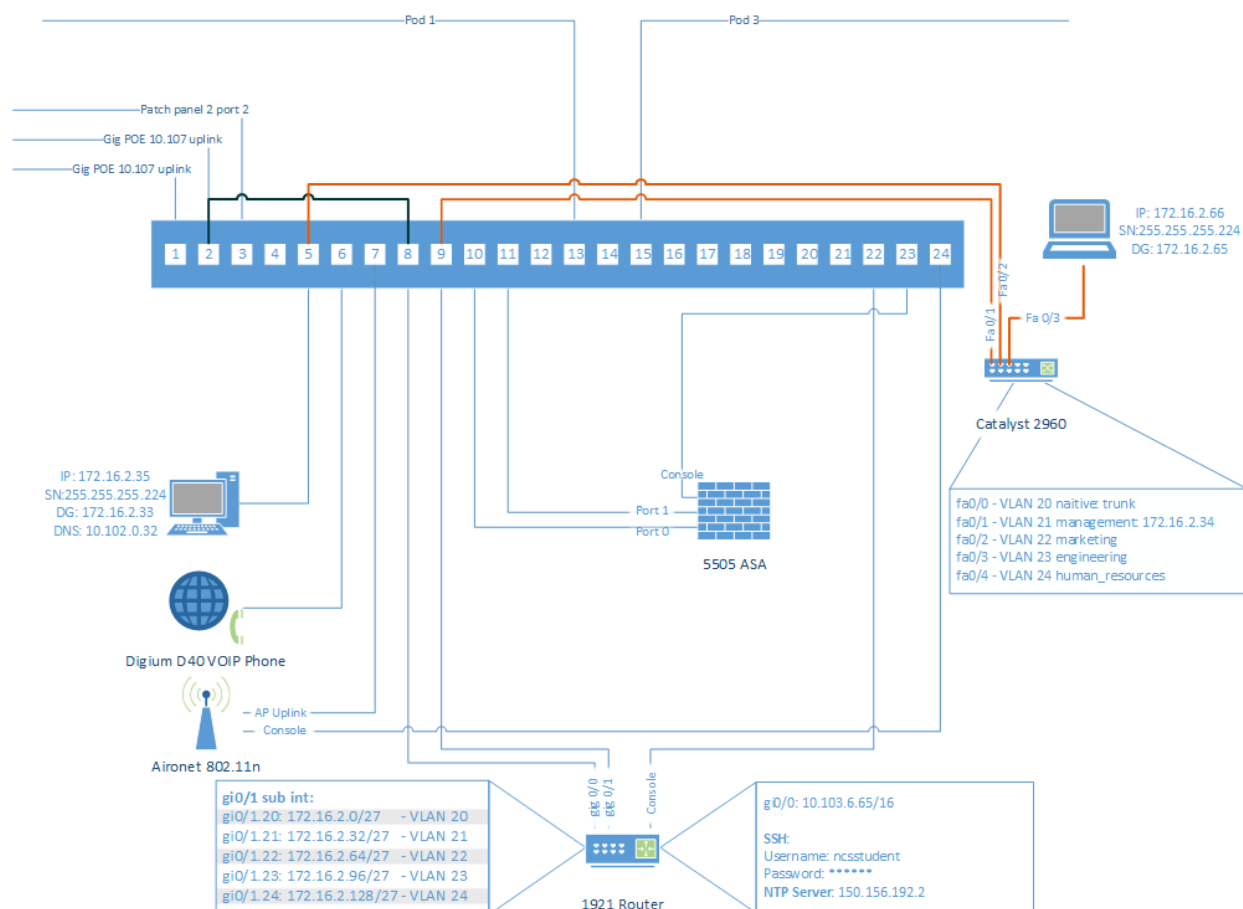 Pod 1
Pod 3
Patch panel 2 port 2
Gig POE 10.107 uplink
Gig POE 10.107 uplink
1 2 3 4 5 6 7 8 9 10 11 12 13 14 15 16 17 18 19 20 21 22 23 24
IP: 172.16.2.66
SN:255.255.255.224
DG: 172.16.2.65
Fa 0/1
Fa 0/2
Fa 0/3
Catalyst 2960
fa0/0 - VLAN 20 naitive: trunk
fa0/1 - VLAN 21 management: 172.16.2.34
fa0/2 - VLAN 22 marketing
fa0/3 - VLAN 23 engineering
fa0/4 - VLAN 24 human_resources
IP: 172.16.2.35
SN:255.255.255.224
DG: 172.16.2.33
DNS: 10.102.0.32
Console
Port 1
Port 0
5505 ASA
Digium D40 VOIP Phone
AP Uplink
Console
Aironet 802.11n
gig 0/0
gig 0/1
Console
gi0/1 sub int:
gi0/1.20: 172.16.2.0/27 - VLAN 20
gi0/1.21: 172.16.2.32/27 - VLAN 21
gi0/1.22: 172.16.2.64/27 - VLAN 22
gi0/1.23: 172.16.2.96/27 - VLAN 23
gi0/1.24: 172.16.2.128/27 - VLAN 24
1921 Router
gi0/0: 10.103.6.65/16
SSH:
Username: ncsstudent
Password: ******
NTP Server: 150.156.192.2